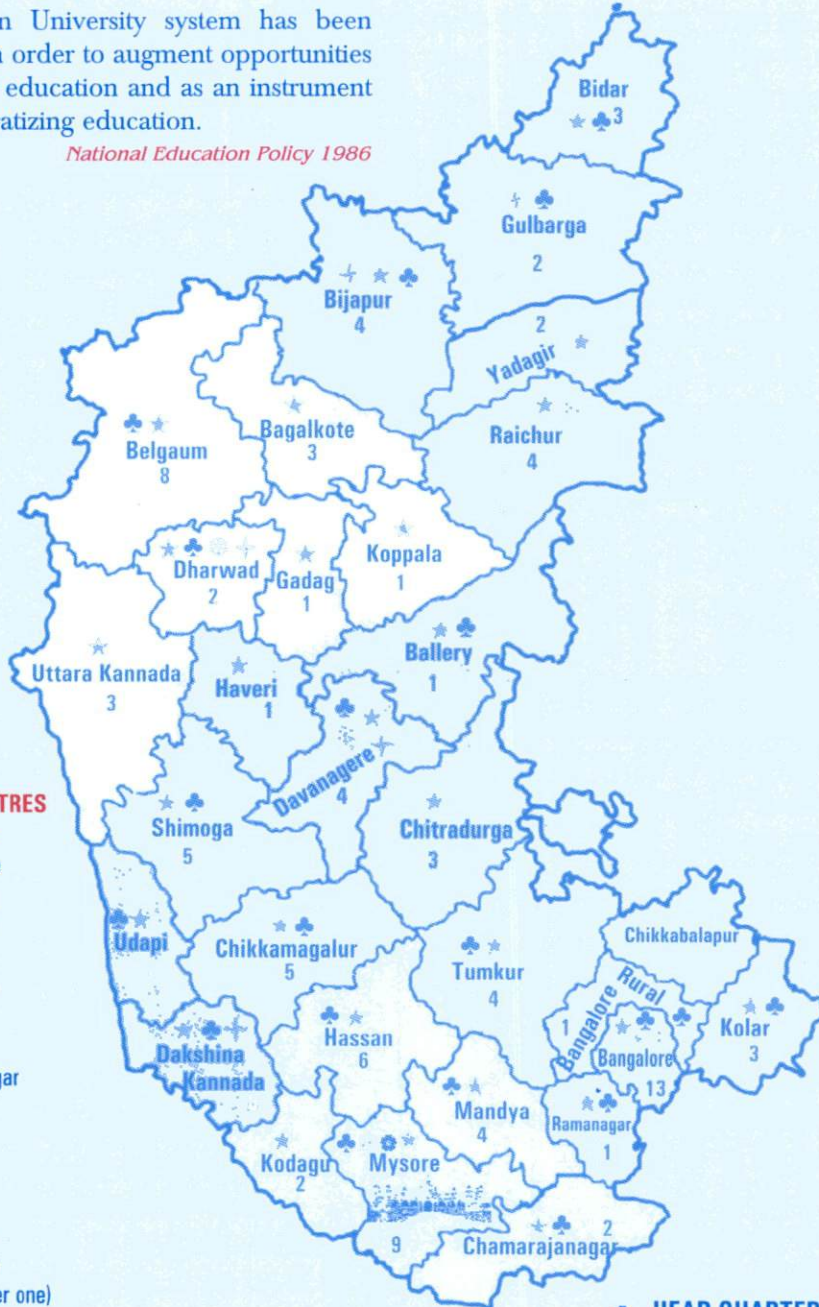 n University system has been
n order to augment opportunities
education and as an instrument
atizing education.
National Education Policy 1986
Bidar
3
Gulbarga
2
Bijapur
4
2
Yadagir
Raichur
4
Bagalkote
3
Belgaum
8
Koppala
1
Dharwad
2
Gadag
1
Ballery
1
Uttara Kannada
3
Haveri
1
Davanagere
4
TRES
Shimoga
5
Chitradurga
3
Udapi
Chikkamagalur
5
Tumkur
4
Chikkabalapur
Bangalore Rural
1
Bangalore
13
Kolar
3
Hassan
6
Dakshina
Kannada
gar
Mandya
4
Ramanagar
1
Kodagu
2
Mysore
9
Chamarajanagar
2
er one)
HEAD QUARTER